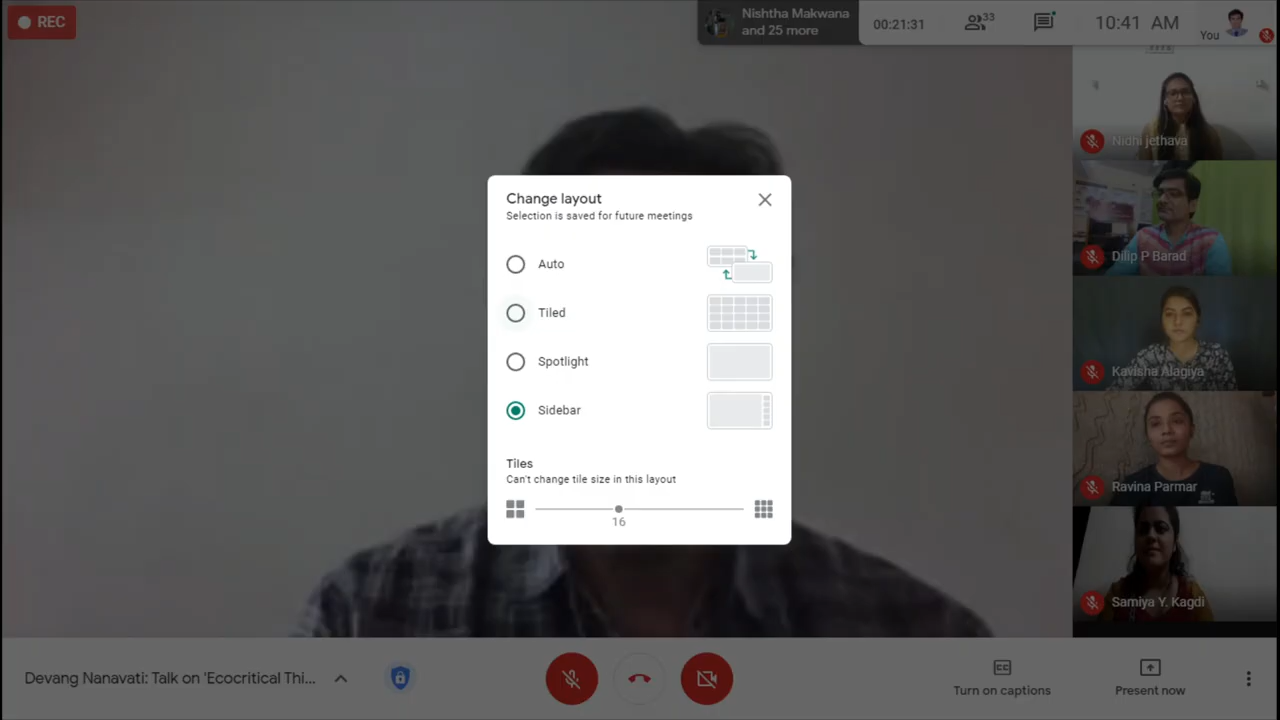 REC
Nishtha Makwana
and 25 more
00:21:31
33
10:41 AM
You
Nidhi jethava
Dilip P Barad
Kavisha Alagiya
Ravina Parmar
Samiya Y. Kagdi
Change layout
Selection is saved for future meetings
Auto
Tiled
Spotlight
Sidebar
Tiles
Can't change tile size in this layout
16
Devang Nanavati: Talk on 'Ecocritical Thi...
CC
Turn on captions
Present now